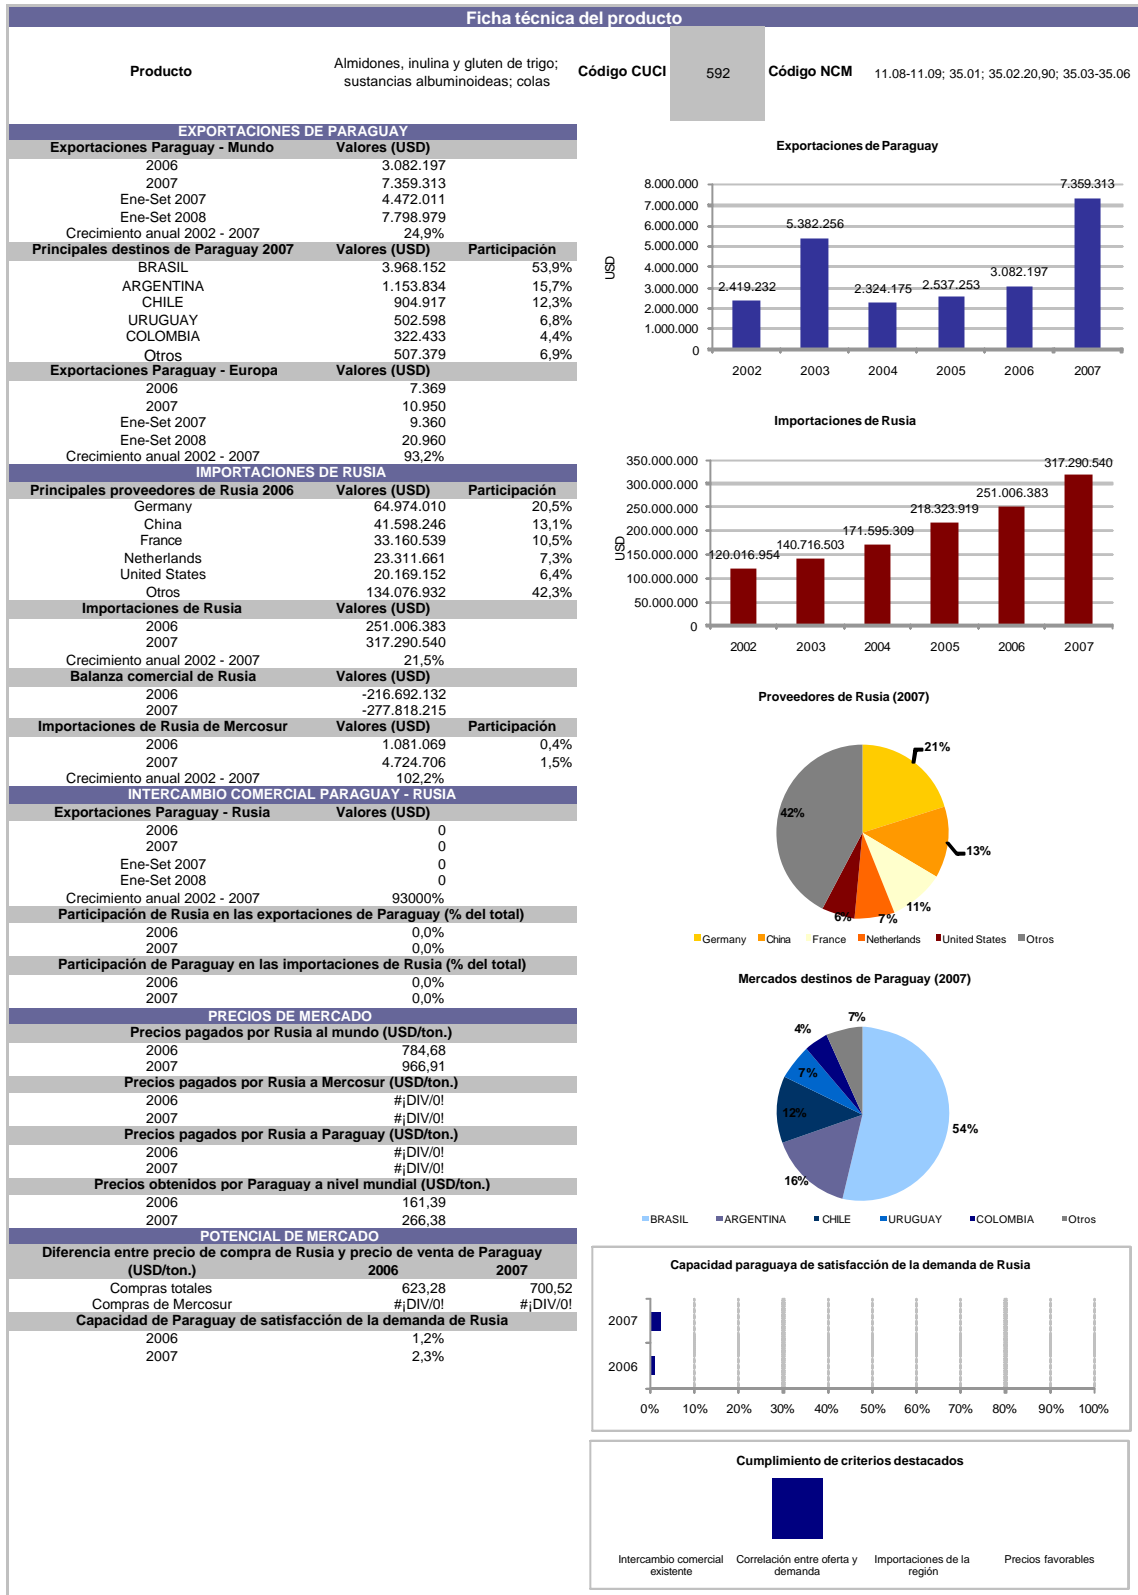 Ficha técnica del producto
Producto
Almidones, inulina y gluten de trigo;
sustancias albuminoideas; colas
Código CUCI
592
Código NCM
11.08-11.09; 35.01; 35.02.20,90; 35.03-35.06
EXPORTACIONES DE PARAGUAY
Exportaciones Paraguay - Mundo Valores (USD)
2006 3.082.197
2007 7.359.313
Ene-Set 2007 4.472.011
Ene-Set 2008 7.798.979
Crecimiento anual 2002 - 2007 24,9%
Principales destinos de Paraguay 2007 Valores (USD) Participación
BRASIL 3.968.152 53,9%
ARGENTINA 1.153.834 15,7%
CHILE 904.917 12,3%
URUGUAY 502.598 6,8%
COLOMBIA 322.433 4,4%
Otros 507.379 6,9%
Exportaciones Paraguay - Europa Valores (USD)
2006 7.369
2007 10.950
Ene-Set 2007 9.360
Ene-Set 2008 20.960
Crecimiento anual 2002 - 2007 93,2%
IMPORTACIONES DE RUSIA
Principales proveedores de Rusia 2006 Valores (USD) Participación
Germany 64.974.010 20,5%
China 41.598.246 13,1%
France 33.160.539 10,5%
Netherlands 23.311.661 7,3%
United States 20.169.152 6,4%
Otros 134.076.932 42,3%
Importaciones de Rusia Valores (USD)
2006 251.006.383
2007 317.290.540
Crecimiento anual 2002 - 2007 21,5%
Balanza comercial de Rusia Valores (USD)
2006 -216.692.132
2007 -277.818.215
Importaciones de Rusia de Mercosur Valores (USD) Participación
2006 1.081.069 0,4%
2007 4.724.706 1,5%
Crecimiento anual 2002 - 2007 102,2%
INTERCAMBIO COMERCIAL PARAGUAY - RUSIA
Exportaciones Paraguay - Rusia Valores (USD)
2006 0
2007 0
Ene-Set 2007 0
Ene-Set 2008 0
Crecimiento anual 2002 - 2007 93000%
Participación de Rusia en las exportaciones de Paraguay (% del total)
2006 0,0%
2007 0,0%
Participación de Paraguay en las importaciones de Rusia (% del total)
2006 0,0%
2007 0,0%
PRECIOS DE MERCADO
Precios pagados por Rusia al mundo (USD/ton.)
2006 784,68
2007 966,91
Precios pagados por Rusia a Mercosur (USD/ton.)
2006 #¡DIV/0!
2007 #¡DIV/0!
Precios pagados por Rusia a Paraguay (USD/ton.)
2006 #¡DIV/0!
2007 #¡DIV/0!
Precios obtenidos por Paraguay a nivel mundial (USD/ton.)
2006 161,39
2007 266,38
POTENCIAL DE MERCADO
Diferencia entre precio de compra de Rusia y precio de venta de Paraguay
(USD/ton.) 2006 2007
Compras totales 623,28 700,52
Compras de Mercosur #¡DIV/0! #¡DIV/0!
Capacidad de Paraguay de satisfacción de la demanda de Rusia
2006 1,2%
2007 2,3%
Exportaciones de Paraguay
USD
8.000.000
7.000.000
6.000.000
5.000.000
4.000.000
3.000.000
2.000.000
1.000.000
0
2.419.232
5.382.256
2.324.175
2.537.253
3.082.197
7.359.313
2002 2003 2004 2005 2006 2007
Importaciones de Rusia
USD
350.000.000
300.000.000
250.000.000
200.000.000
150.000.000
100.000.000
50.000.000
0
120.016.954
140.716.503
171.595.309
218.323.919
251.006.383
317.290.540
2002 2003 2004 2005 2006 2007
Proveedores de Rusia (2007)
21%
13%
11%
7%
6%
42%
Germany China France Netherlands United States Otros
Mercados destinos de Paraguay (2007)
54%
16%
12%
7%
4%
7%
BRASIL ARGENTINA CHILE URUGUAY COLOMBIA Otros
Capacidad paraguaya de satisfacción de la demanda de Rusia
2007
2006
0% 10% 20% 30% 40% 50% 60% 70% 80% 90% 100%
Cumplimiento de criterios destacados
Intercambio comercial
existente
Correlación entre oferta y
demanda
Importaciones de la
región
Precios favorables